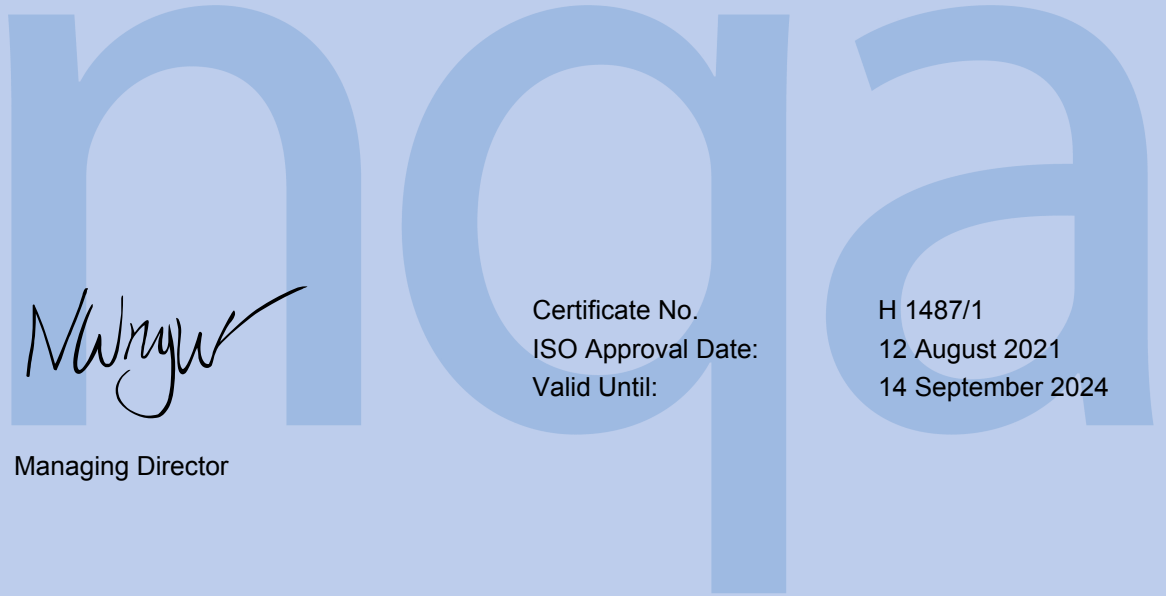 nqa
Certificate No. H 1487/1
ISO Approval Date: 12 August 2021
Valid Until: 14 September 2024
Managing Director